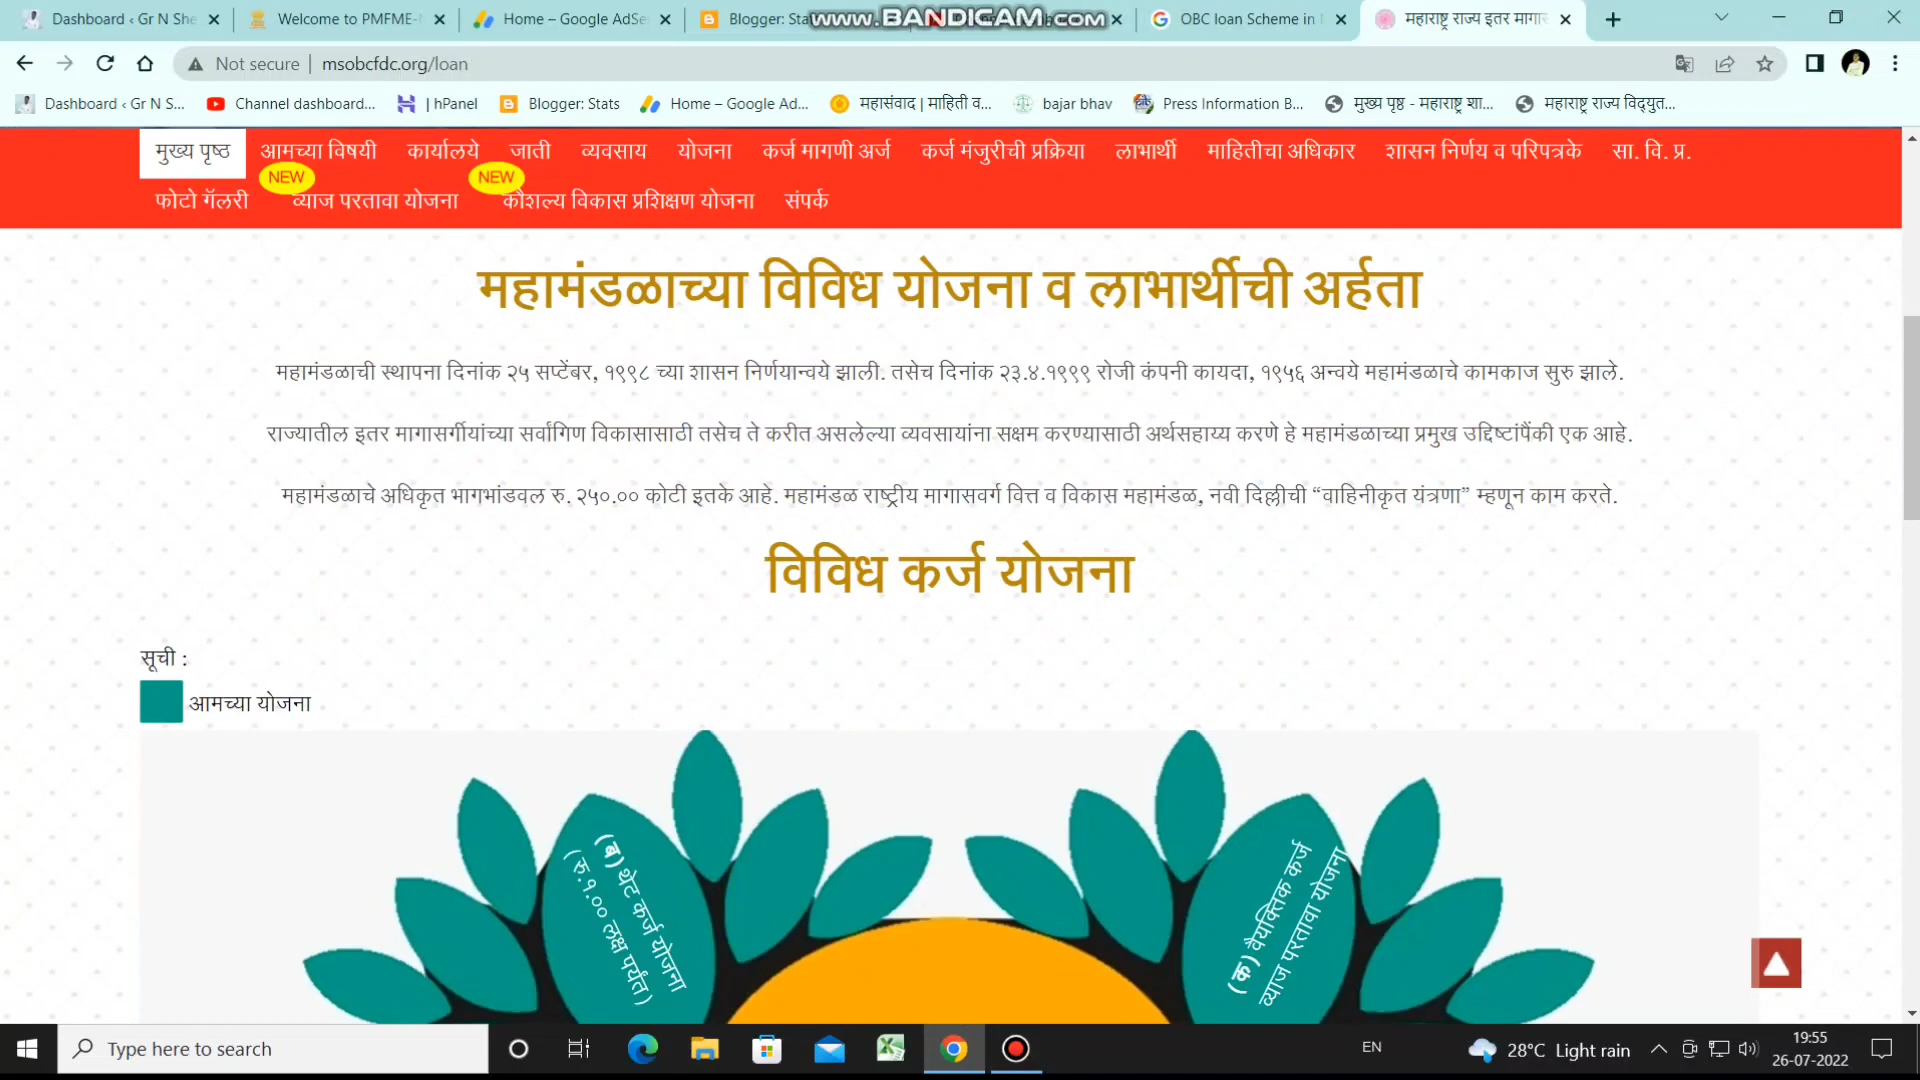 Dashboard ‹ Gr N She
Welcome to PMFME-
Home – Google AdSe
Blogger: Sta
www.BANDICAM.com
OBC loan Scheme in
महाराष्ट्र राज्य इतर मागास
Not secure | msobcfdc.org/loan
Dashboard ‹ Gr N S...
Channel dashboard...
| hPanel
Blogger: Stats
Home – Google Ad...
महासंवाद | माहिती व...
bajar bhav
Press Information B...
मुख्य पृष्ठ - महाराष्ट्र शा...
महाराष्ट्र राज्य विद्युत...
मुख्य पृष्ठ आमच्या विषयी कार्यालये जाती व्यवसाय योजना कर्ज मागणी अर्ज कर्ज मंजुरीची प्रक्रिया लाभार्थी माहितीचा अधिकार शासन निर्णय व परिपत्रके सा. वि. प्र.
NEW NEW
फोटो गॅलरी व्याज परतावा योजना कौशल्य विकास प्रशिक्षण योजना संपर्क
महामंडळाच्या विविध योजना व लाभार्थीची अर्हता
महामंडळाची स्थापना दिनांक २५ सप्टेंबर, १९९८ च्या शासन निर्णयान्वये झाली. तसेच दिनांक २३.४.१९९९ रोजी कंपनी कायदा, १९५६ अन्वये महामंडळाचे कामकाज सुरु झाले.
राज्यातील इतर मागासर्गीयांच्या सर्वांगिण विकासासाठी तसेच ते करीत असलेल्या व्यवसायांना सक्षम करण्यासाठी अर्थसहाय्य करणे हे महामंडळाच्या प्रमुख उद्दिष्टांपैंकी एक आहे.
महामंडळाचे अधिकृत भागभांडवल रु. २५०.०० कोटी इतके आहे. महामंडळ राष्ट्रीय मागासवर्ग वित्त व विकास महामंडळ, नवी दिल्लीची “वाहिनीकृत यंत्रणा” म्हणून काम करते.
विविध कर्ज योजना
सूची :
आमच्या योजना
(ब) थेट कर्ज योजना
(रु.१.०० लक्ष पर्यंत)
(क) वैयक्तिक कर्ज
व्याज परतावा योजना
Type here to search
EN
28°C Light rain
19:55
26-07-2022